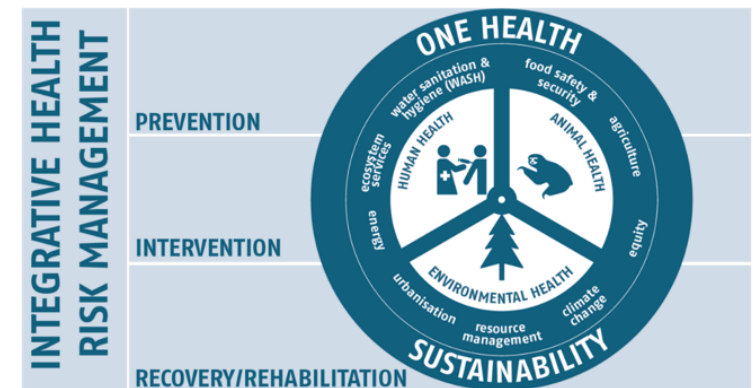 INTEGRATIVE HEALTH
RISK MANAGEMENT
PREVENTION
INTERVENTION
RECOVERY/REHABILITATION
ONE HEALTH
water sanitation &
hygiene (WASH)
food safety &
security
agriculture
equity
climate
change
resource
management
urbanisation
energy
ecosystem
services
HUMAN HEALTH
ANIMAL HEALTH
ENVIRONMENTAL HEALTH
SUSTAINABILITY